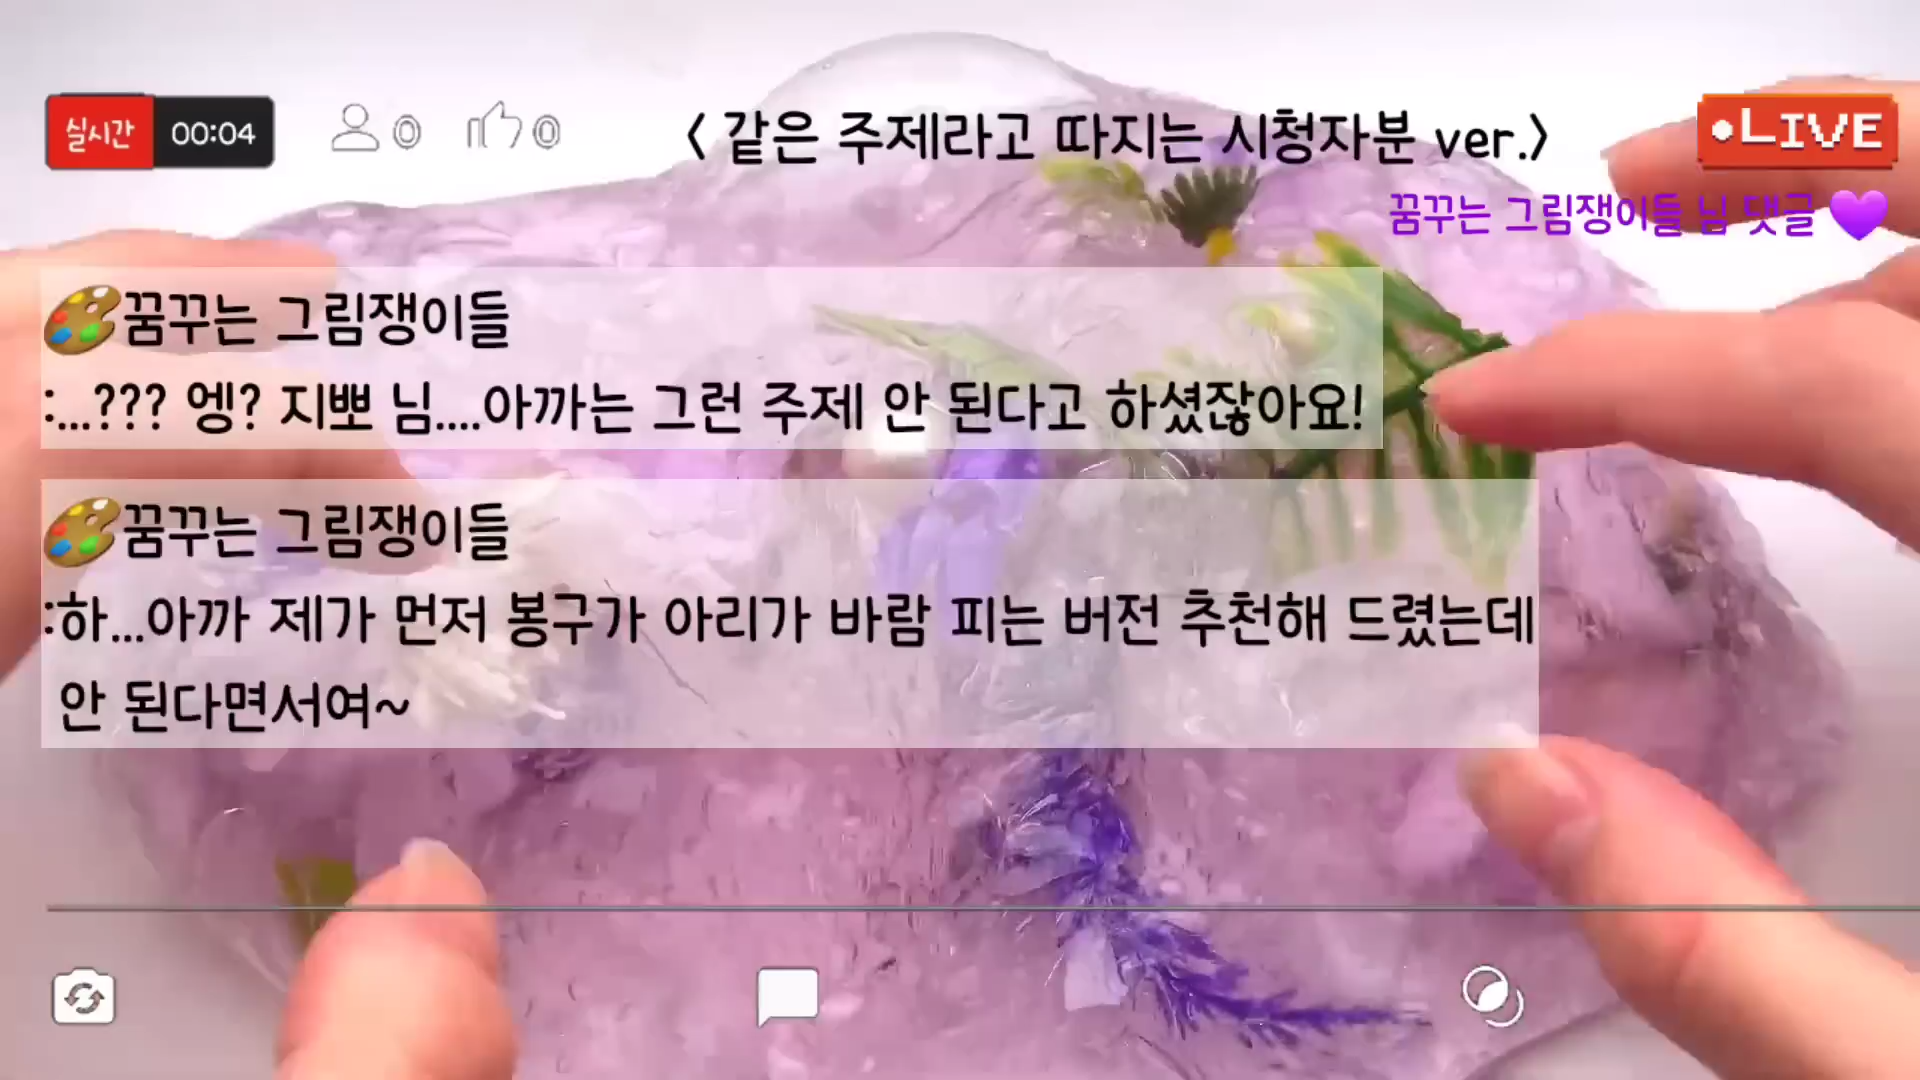 실시간 00:04 0 0 < 같은 주제라고 따지는 시청자분 ver.> LIVE
꿈꾸는 그림쟁이들 님 댓글 💜
🎨꿈꾸는 그림쟁이들
:...??? 엥? 지뽀 님....아까는 그런 주제 안 된다고 하셨잖아요!
🎨꿈꾸는 그림쟁이들
:하...아까 제가 먼저 봉구가 아리가 바람 피는 버전 추천해 드렸는데
안 된다면서여~